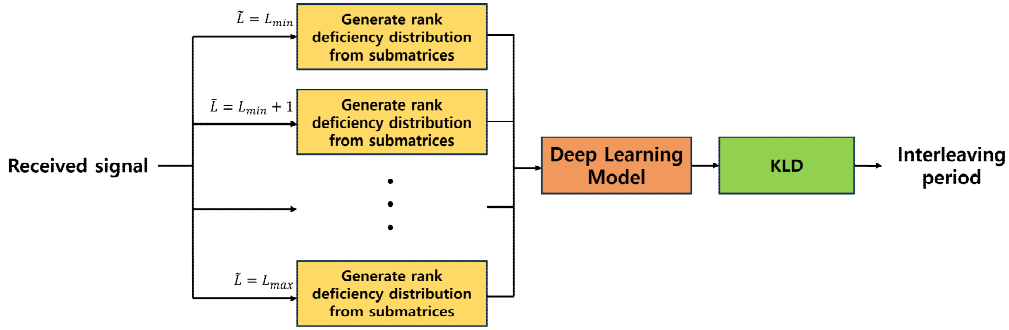 L̃ = L_min
Generate rank
deficiency distribution
from submatrices
L̃ = L_min + 1
Generate rank
deficiency distribution
from submatrices
Received signal
Deep Learning
Model
KLD
Interleaving
period
L̃ = L_max
Generate rank
deficiency distribution
from submatrices